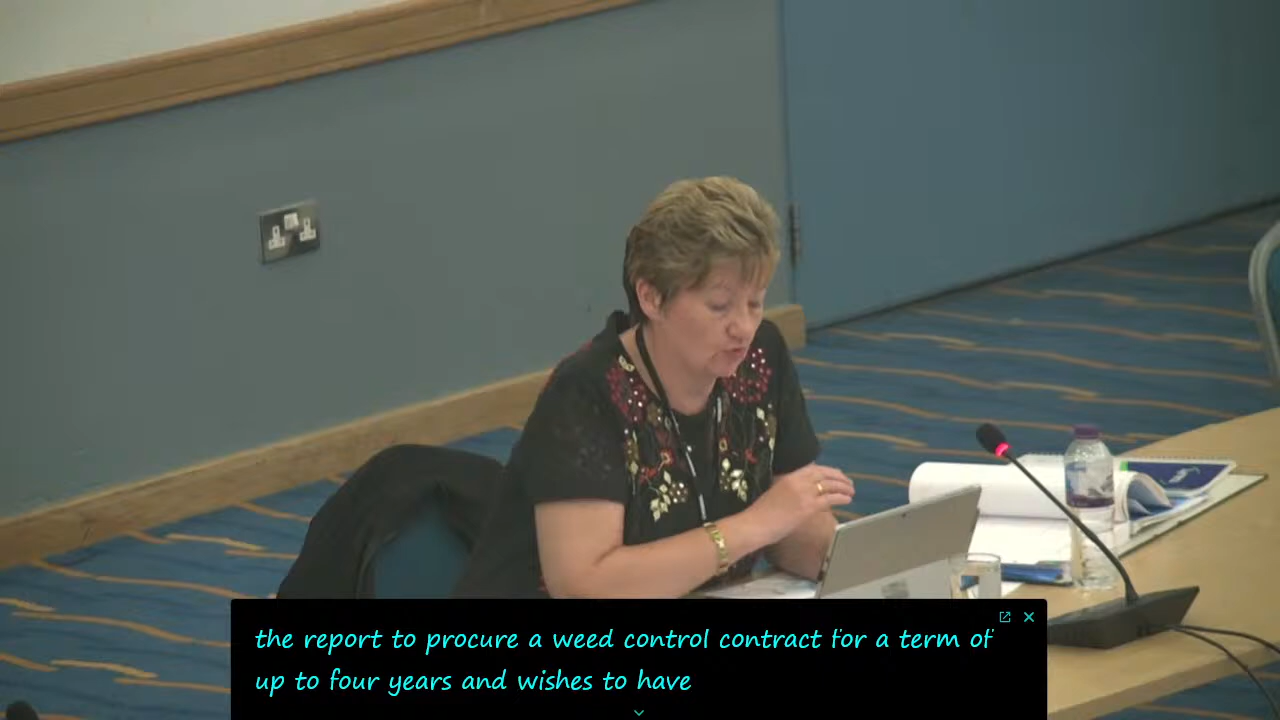 the report to procure a weed control contract for a term of
up to four years and wishes to have